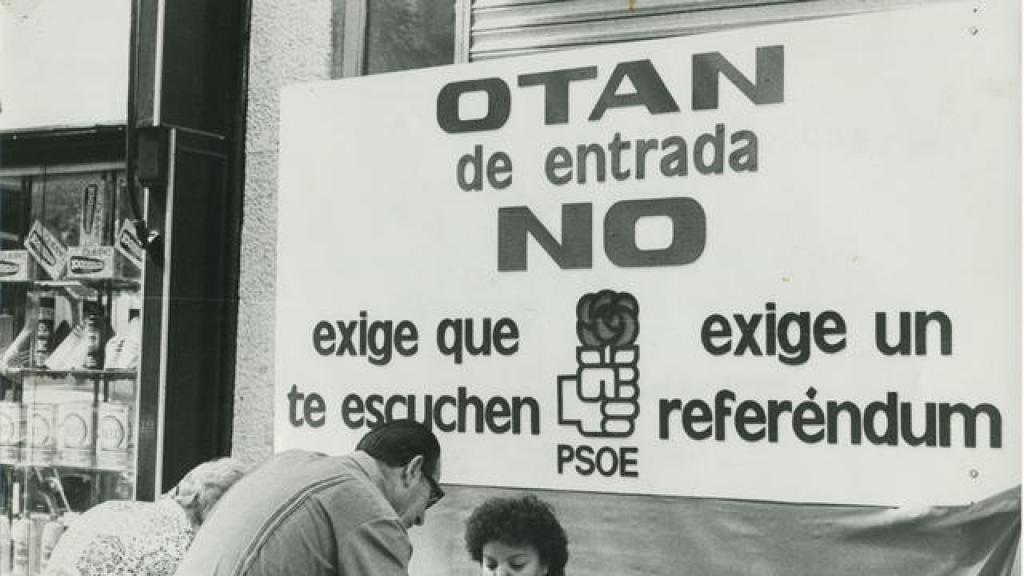 OTAN
de entrada
NO
exige que
te escuchen
exige un
referéndum
PSOE